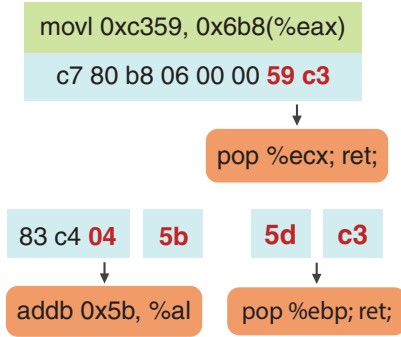 movl 0xc359, 0x6b8(%eax)
c7 80 b8 06 00 00 59 c3
pop %ecx; ret;
83 c4 04 5b 5d c3
addb 0x5b, %al pop %ebp; ret;